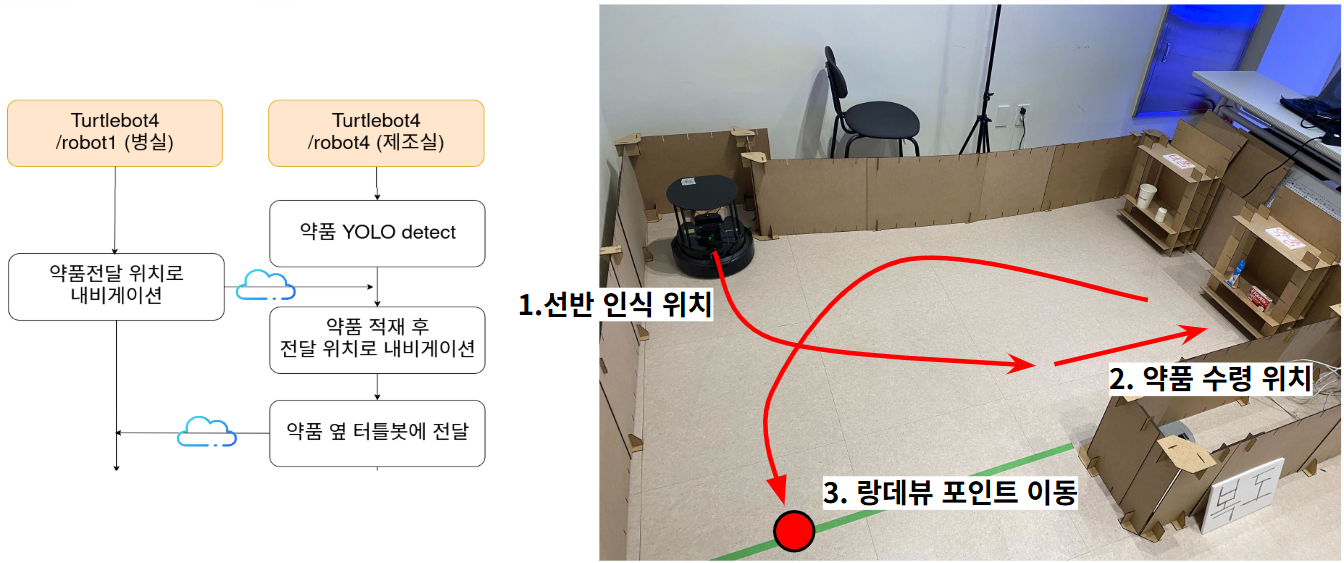 Turtlebot4
/robot1 (병실)
Turtlebot4
/robot4 (제조실)
약품 YOLO detect
약품전달 위치로
내비게이션
약품 적재 후
전달 위치로 내비게이션
약품 옆 터틀봇에 전달
1.선반 인식 위치
2. 약품 수령 위치
3. 랑데뷰 포인트 이동
복도